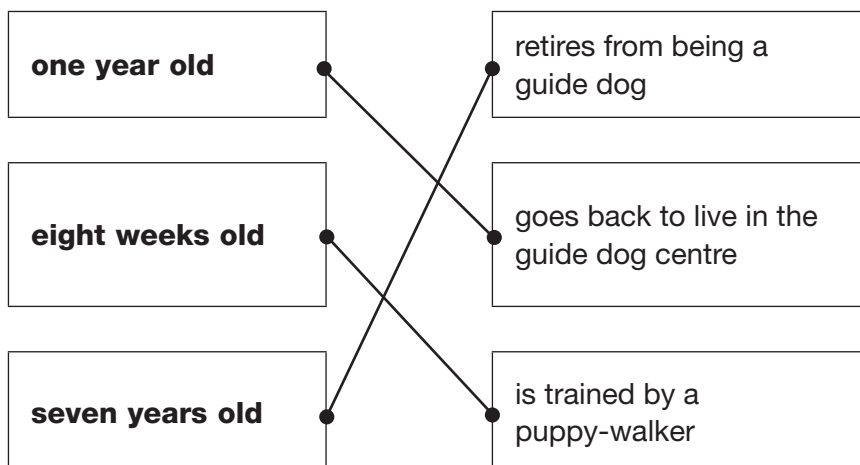 one year old
retires from being a
guide dog
eight weeks old
goes back to live in the
guide dog centre
seven years old
is trained by a
puppy-walker